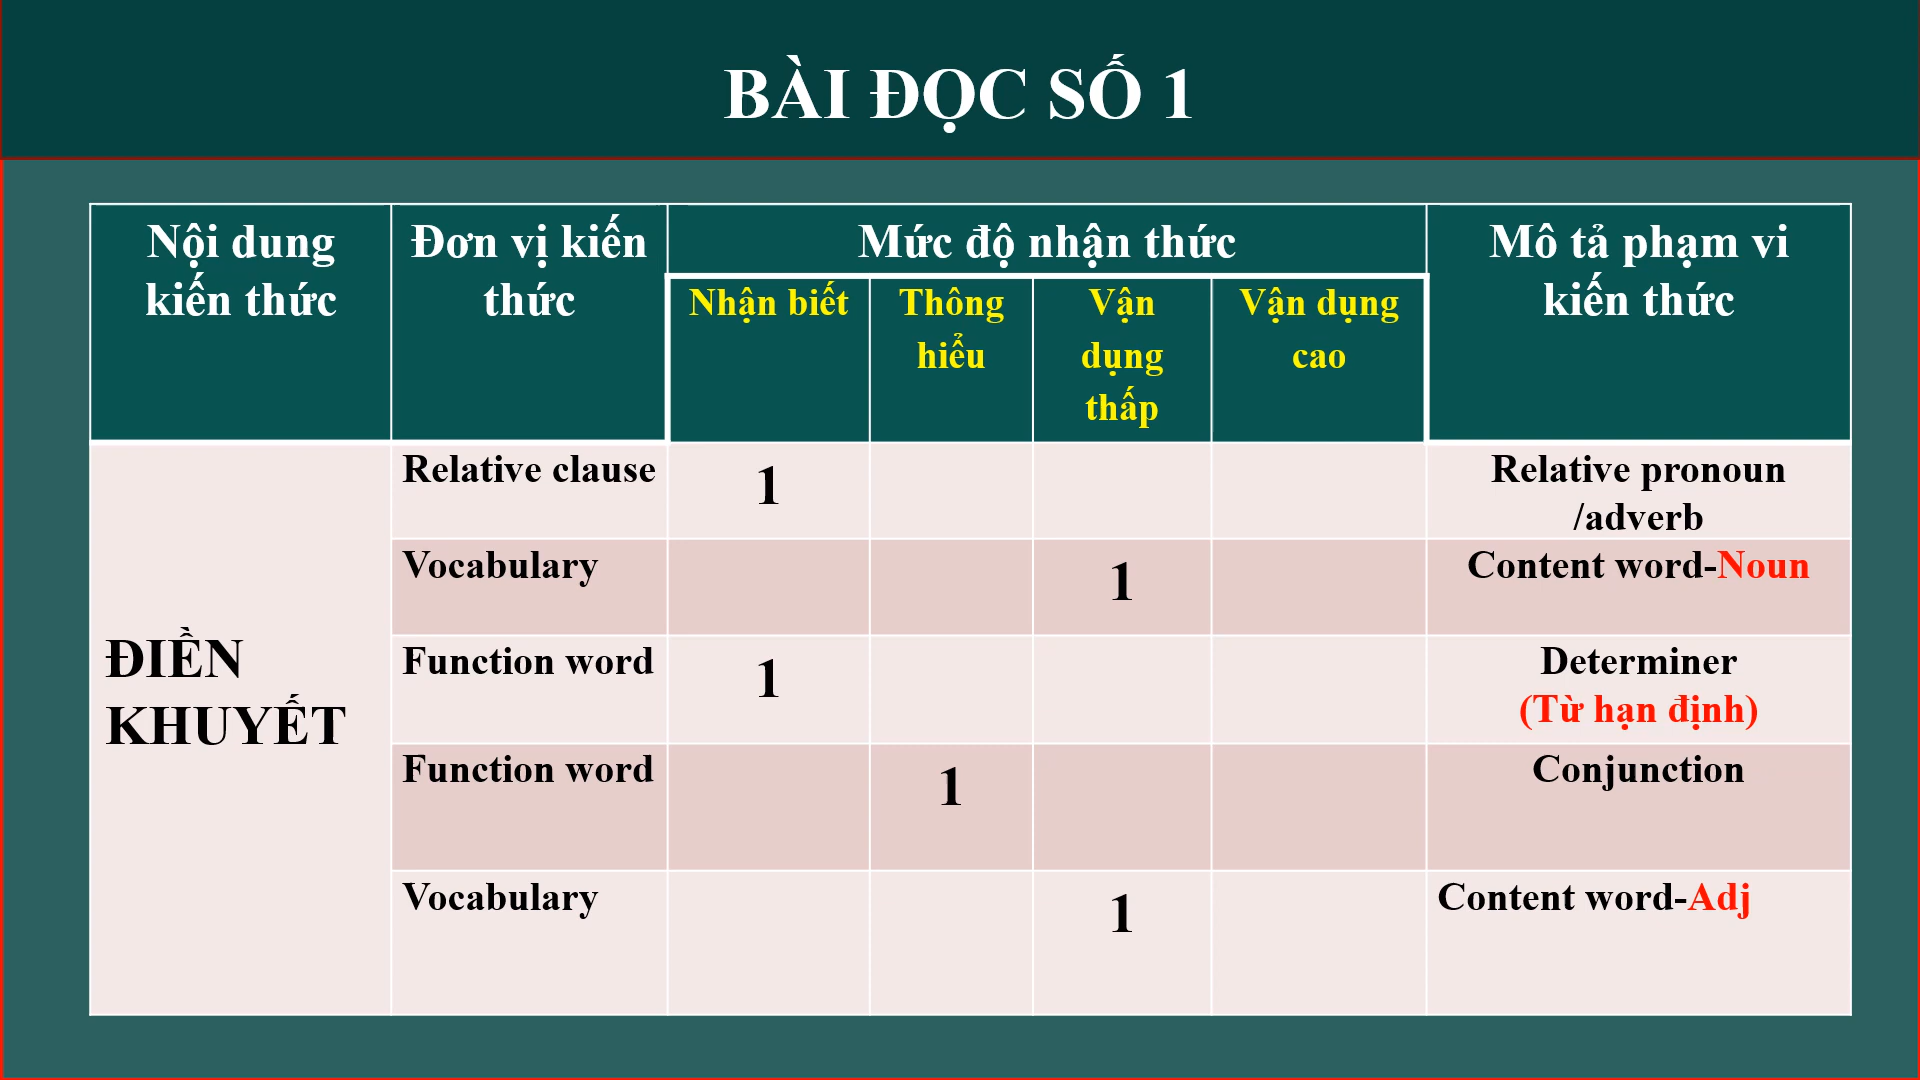 BÀI ĐỌC SỐ 1
Nội dung
kiến thức
Đơn vị kiến
thức
Mức độ nhận thức
Mô tả phạm vi
kiến thức
Nhận biết
Thông
hiểu
Vận
dụng
thấp
Vận dụng
cao
ĐIỀN
KHUYẾT
Relative clause
1
Relative pronoun
/adverb
Vocabulary
1
Content word-Noun
Function word
1
Determiner
(Từ hạn định)
Function word
1
Conjunction
Vocabulary
1
Content word-Adj